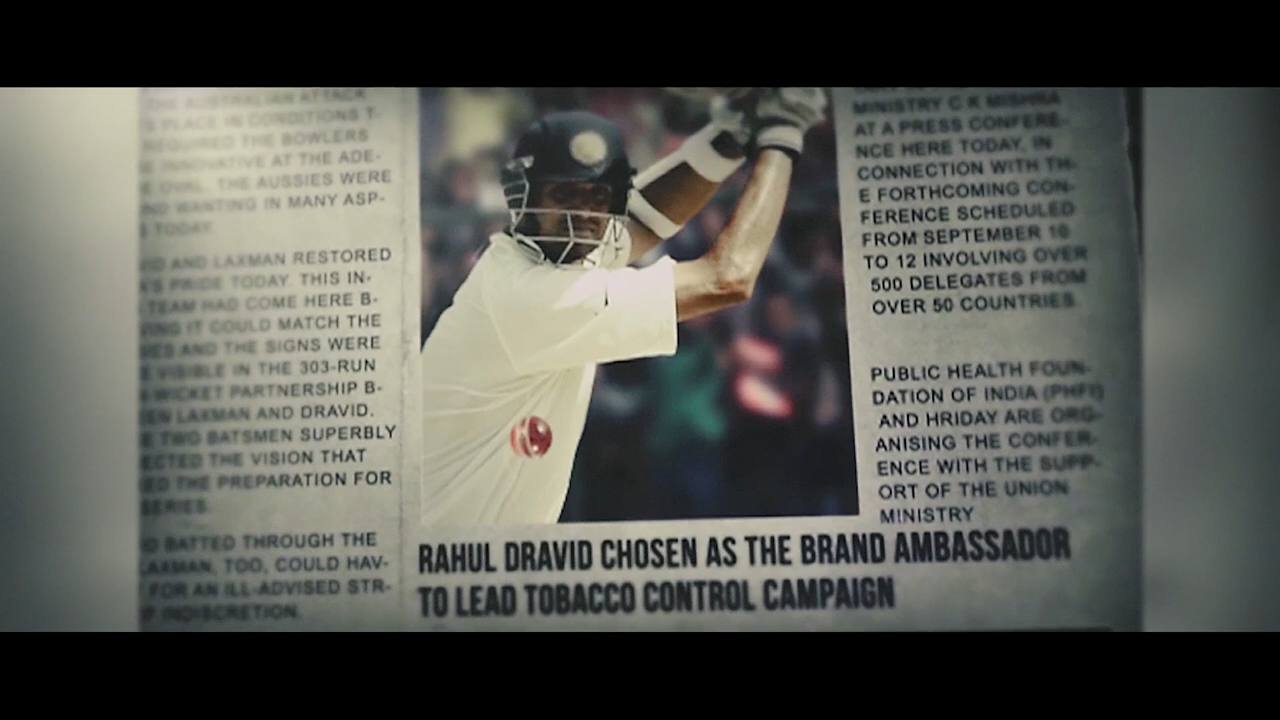 THE AUSTRALIAN ATTACK
PLACE IN CONDITIONS T-
REQUIRED THE BOWLERS
INNOVATIVE AT THE ADE-
OVAL. THE AUSSIES WERE
WANTING IN MANY ASP-
TODAY.
AND LAXMAN RESTORED
PRIDE TODAY. THIS IN-
TEAM HAD COME HERE B-
VING IT COULD MATCH THE
AND THE SIGNS WERE
VISIBLE IN THE 303-RUN
WICKET PARTNERSHIP B-
EN LAXMAN AND DRAVID.
TWO BATSMEN SUPERBLY
ECTED THE VISION THAT
ED THE PREPARATION FOR
SERIES.
BATTED THROUGH THE
LAXMAN, TOO, COULD HAV-
FOR AN ILL-ADVISED STR-
INDISCRETION.
MINISTRY C K MISHRA
AT A PRESS CONFERE-
NCE HERE TODAY, IN
CONNECTION WITH TH-
E FORTHCOMING CON-
FERENCE SCHEDULED
FROM SEPTEMBER 10
TO 12 INVOLVING OVER
500 DELEGATES FROM
OVER 50 COUNTRIES.
PUBLIC HEALTH FOUN-
DATION OF INDIA (PHFI)
AND HRIDAY ARE ORG-
ANISING THE CONFER-
ENCE WITH THE SUPP-
ORT OF THE UNION
MINISTRY
RAHUL DRAVID CHOSEN AS THE BRAND AMBASSADOR
TO LEAD TOBACCO CONTROL CAMPAIGN